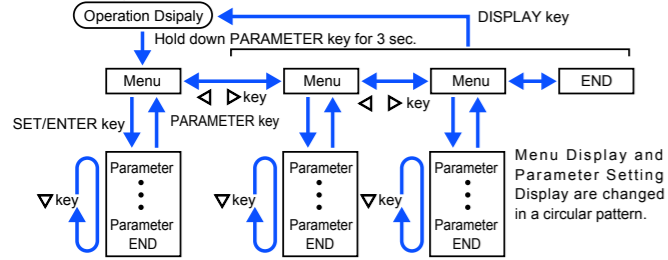 Operation Dsipaly
DISPLAY key
Hold down PARAMETER key for 3 sec.
Menu
Menu
Menu
END
key
key
SET/ENTER key
PARAMETER key
Parameter
Parameter
END
key
Parameter
Parameter
END
key
Parameter
Parameter
END
key
Menu Display and
Parameter Setting
Display are changed
in a circular pattern.